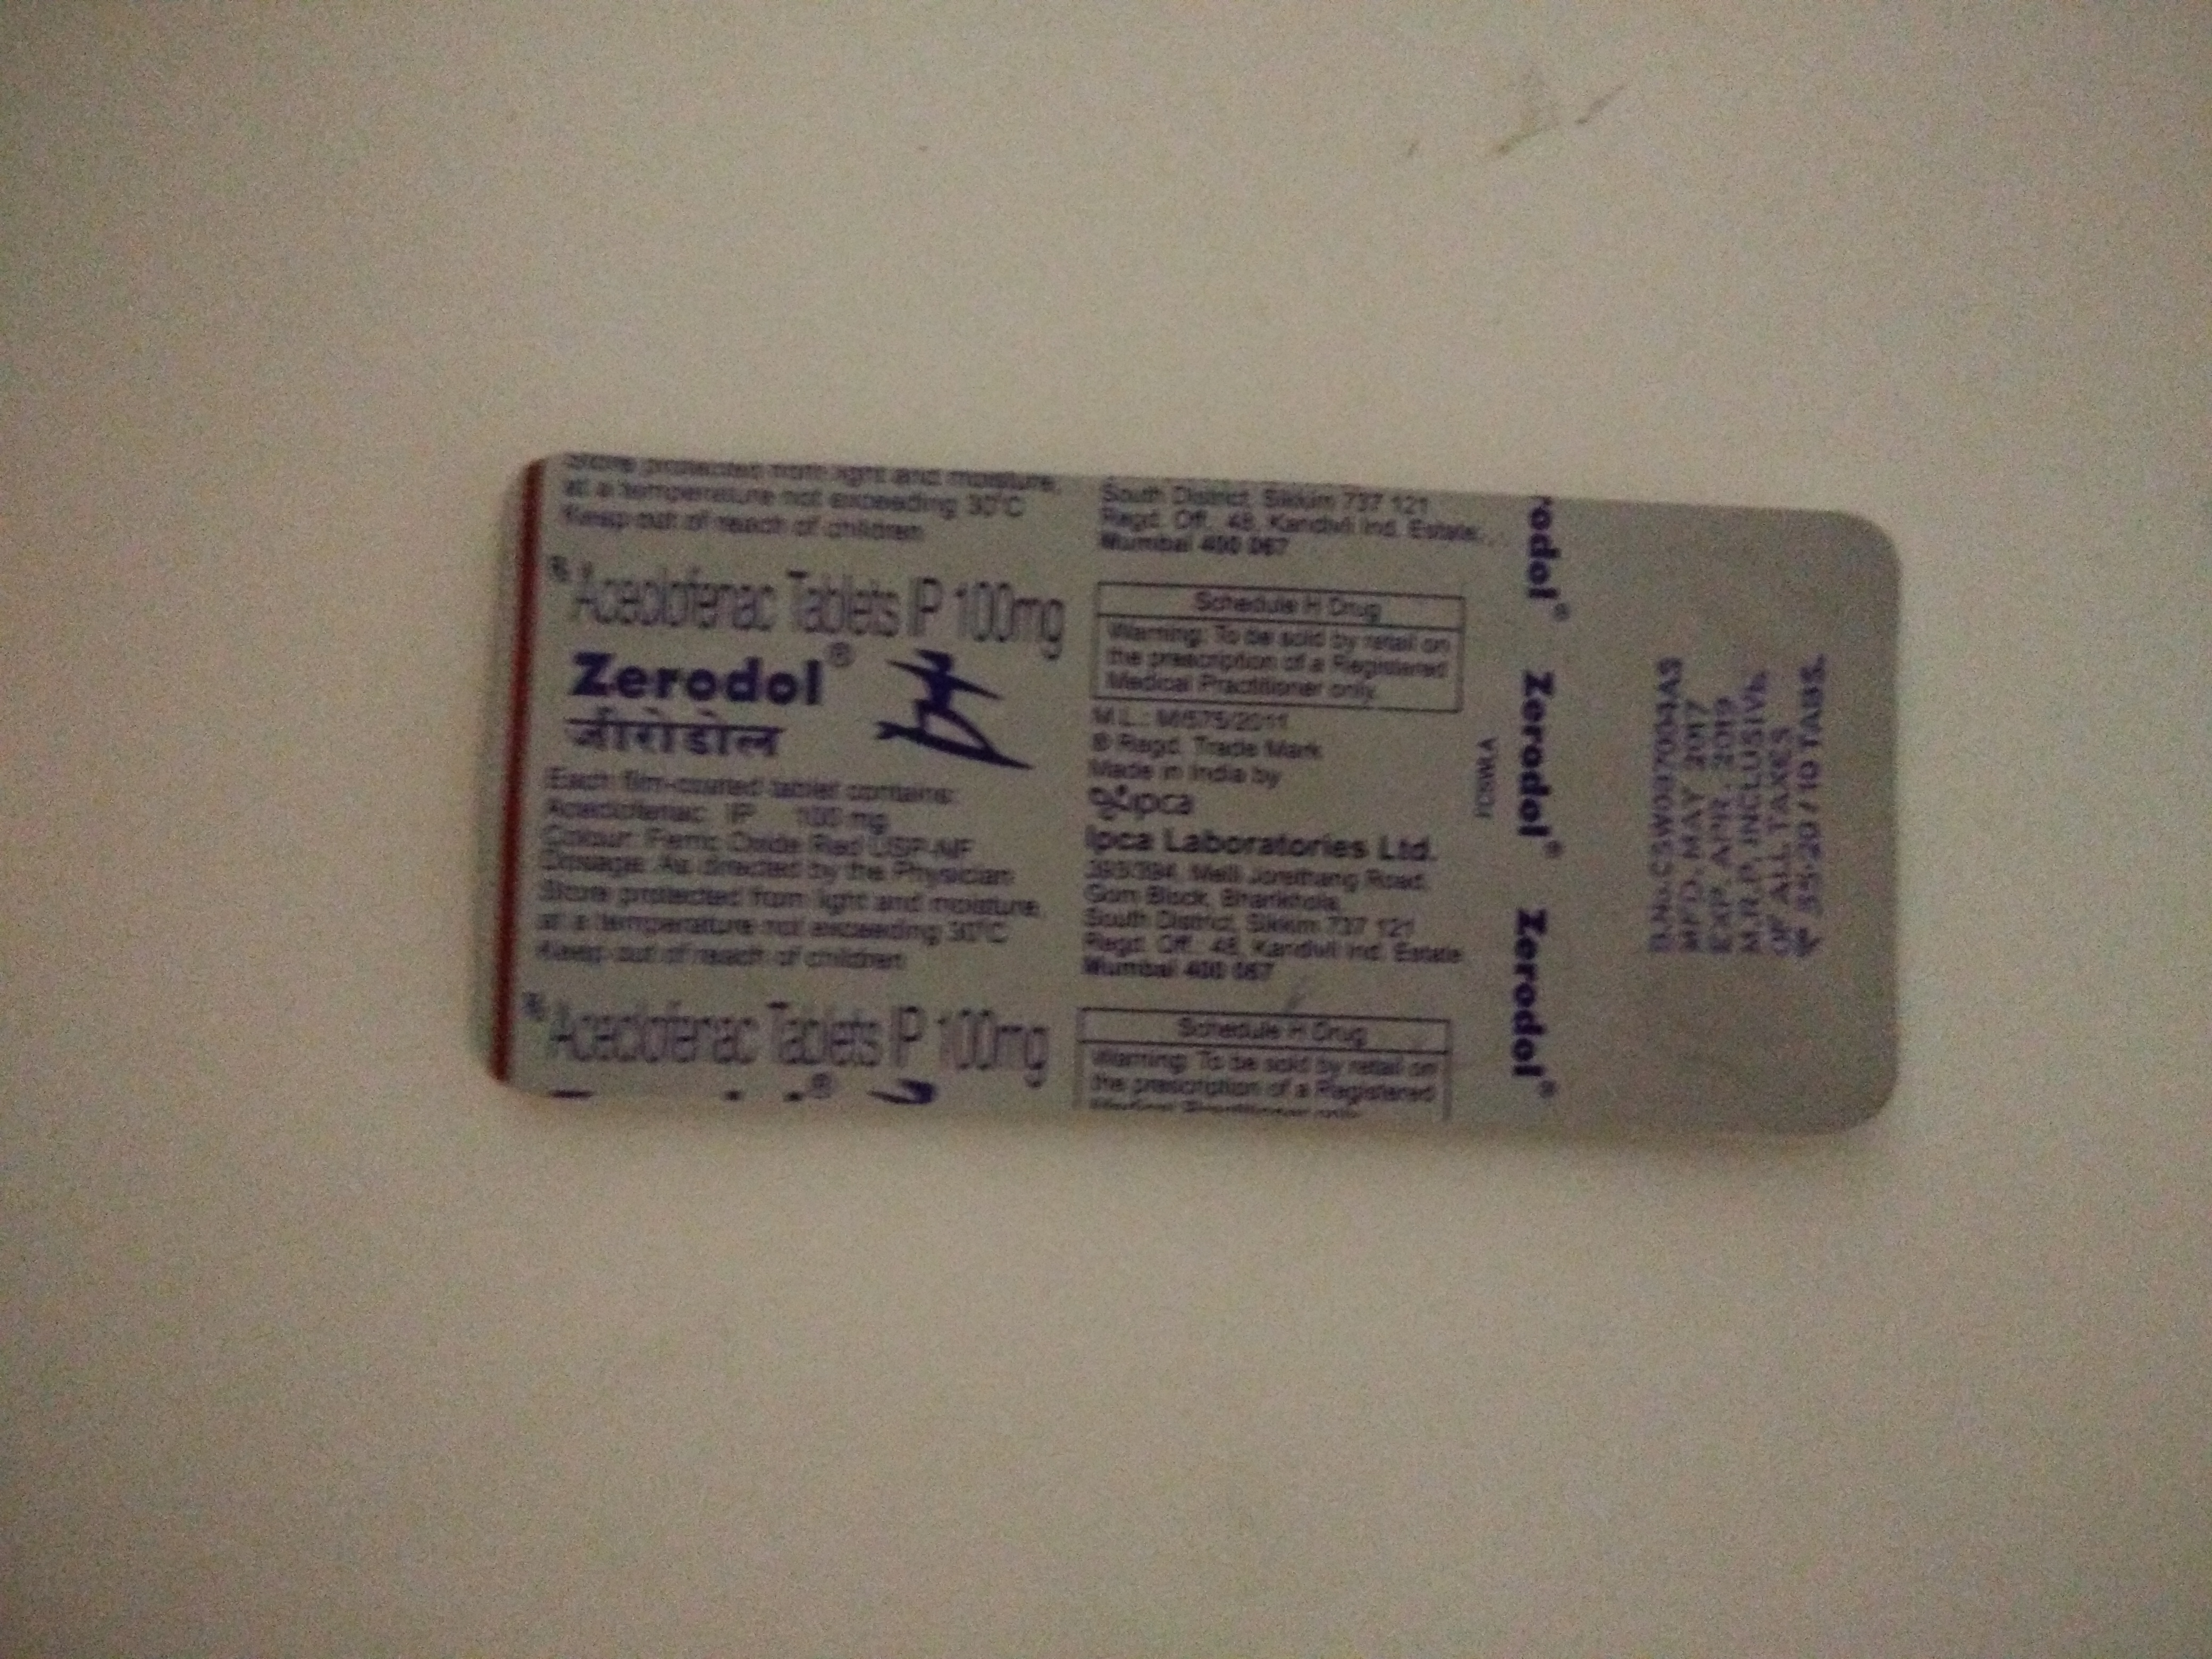 Store protected from light and moisture,
at a temperature not exceeding 30°C
Keep out of reach of children
Aceclofenac Tablets IP 100mg
Zerodol®
जीरोडोल
Each film-coated tablet contains:
Aceclofenac IP 100 mg
Colour: Ferric Oxide Red USP-NF
Dosage: As directed by the Physician
Store protected from light and moisture,
at a temperature not exceeding 30°C
Keep out of reach of children
Aceclofenac Tablets IP 100mg
South District, Sikkim 737 121
Regd. Off.: 48, Kandivli Ind. Estate,
Mumbai 400 067
Schedule H Drug
Warning: To be sold by retail on
the prescription of a Registered
Medical Practitioner only.
M.L.: M/575/2011
® Regd. Trade Mark
Made in India by
ipca
Ipca Laboratories Ltd.
393/394, Melli Jorethang Road,
Gom Block, Bharikhola,
South District, Sikkim 737 121
Regd. Off.: 48, Kandivli Ind. Estate
Mumbai 400 067
Schedule H Drug
Warning: To be sold by retail on
the prescription of a Registered
Medical Practitioner only.
rodol®
Zerodol®
Zerodol®
MFD. MAY 2017
EXP. APR. 2019
M.R.P. INCLUSIVE
OF ALL TAXES
35.20 / 10 TABS.